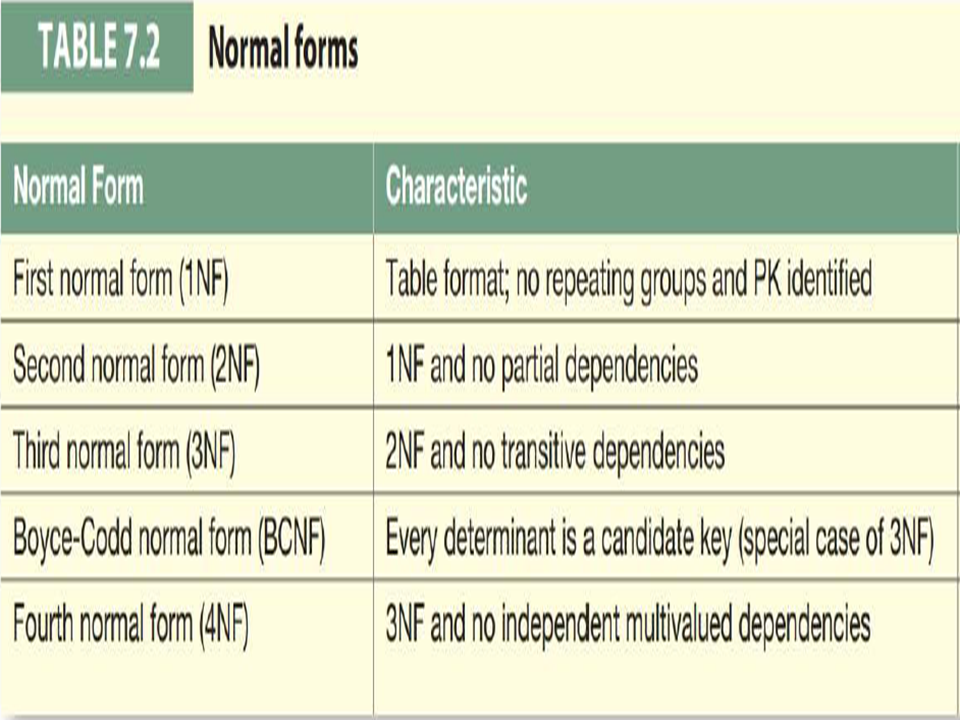 TABLE 7.2 Normal forms
Normal Form Characteristic
First normal form (1NF) Table format; no repeating groups and PK identified
Second normal form (2NF) 1NF and no partial dependencies
Third normal form (3NF) 2NF and no transitive dependencies
Boyce-Codd normal form (BCNF) Every determinant is a candidate key (special case of 3NF)
Fourth normal form (4NF) 3NF and no independent multivalued dependencies